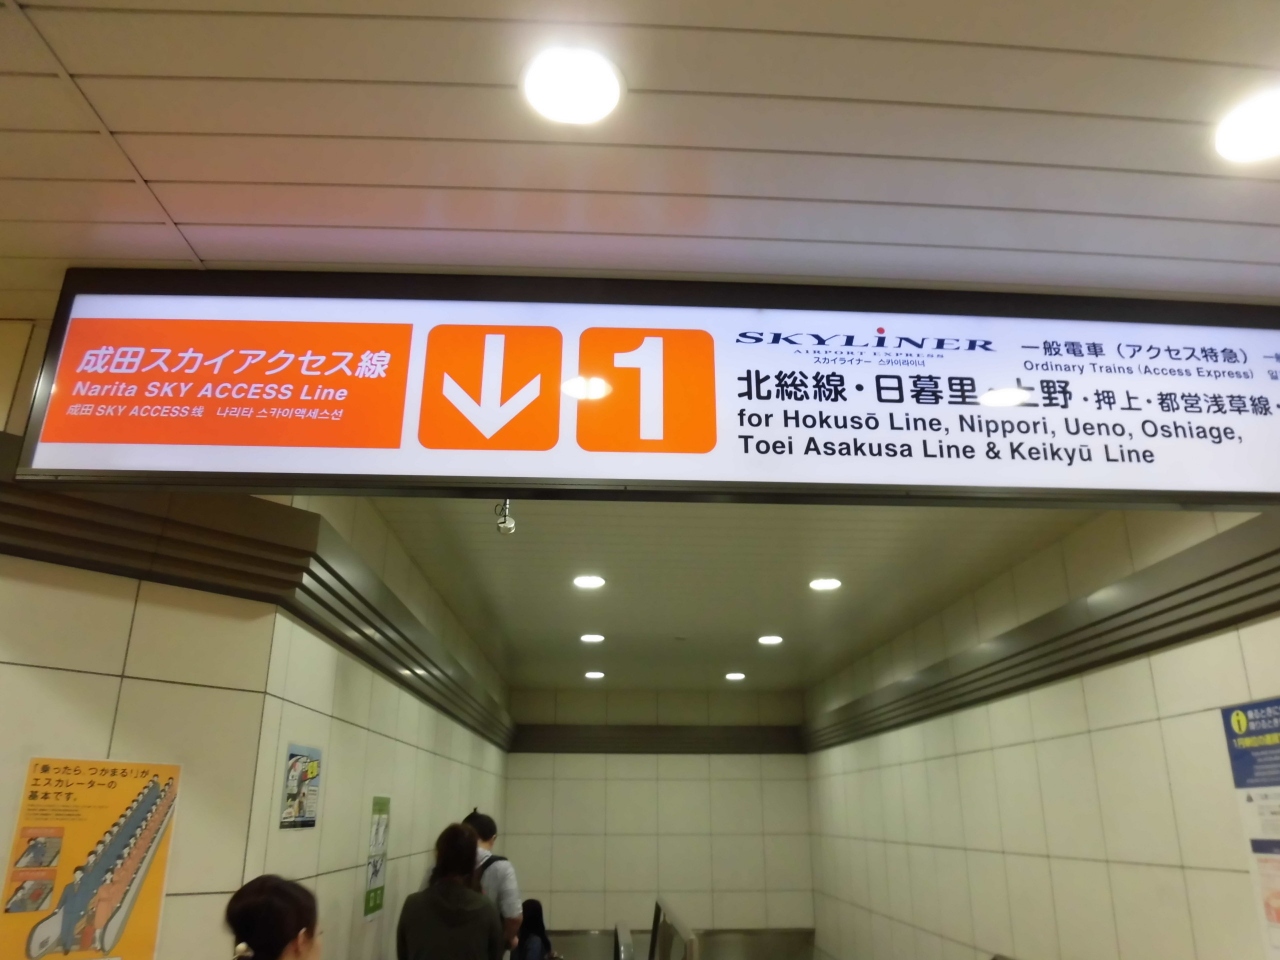 成田スカイアクセス線
Narita SKY ACCESS Line
成田 SKY ACCESS线 나리타 스카이액세스선
1
SKYLiNER
AIRPORT EXPRESS
スカイライナー 스카이라이너
一般電車（アクセス特急）
Ordinary Trains (Access Express)
北総線・日暮里・上野・押上・都営浅草線・
for Hokusō Line, Nippori, Ueno, Oshiage,
Toei Asakusa Line & Keikyū Line
「乗ったら、つかまる！」が
エスカレーターの
基本です。